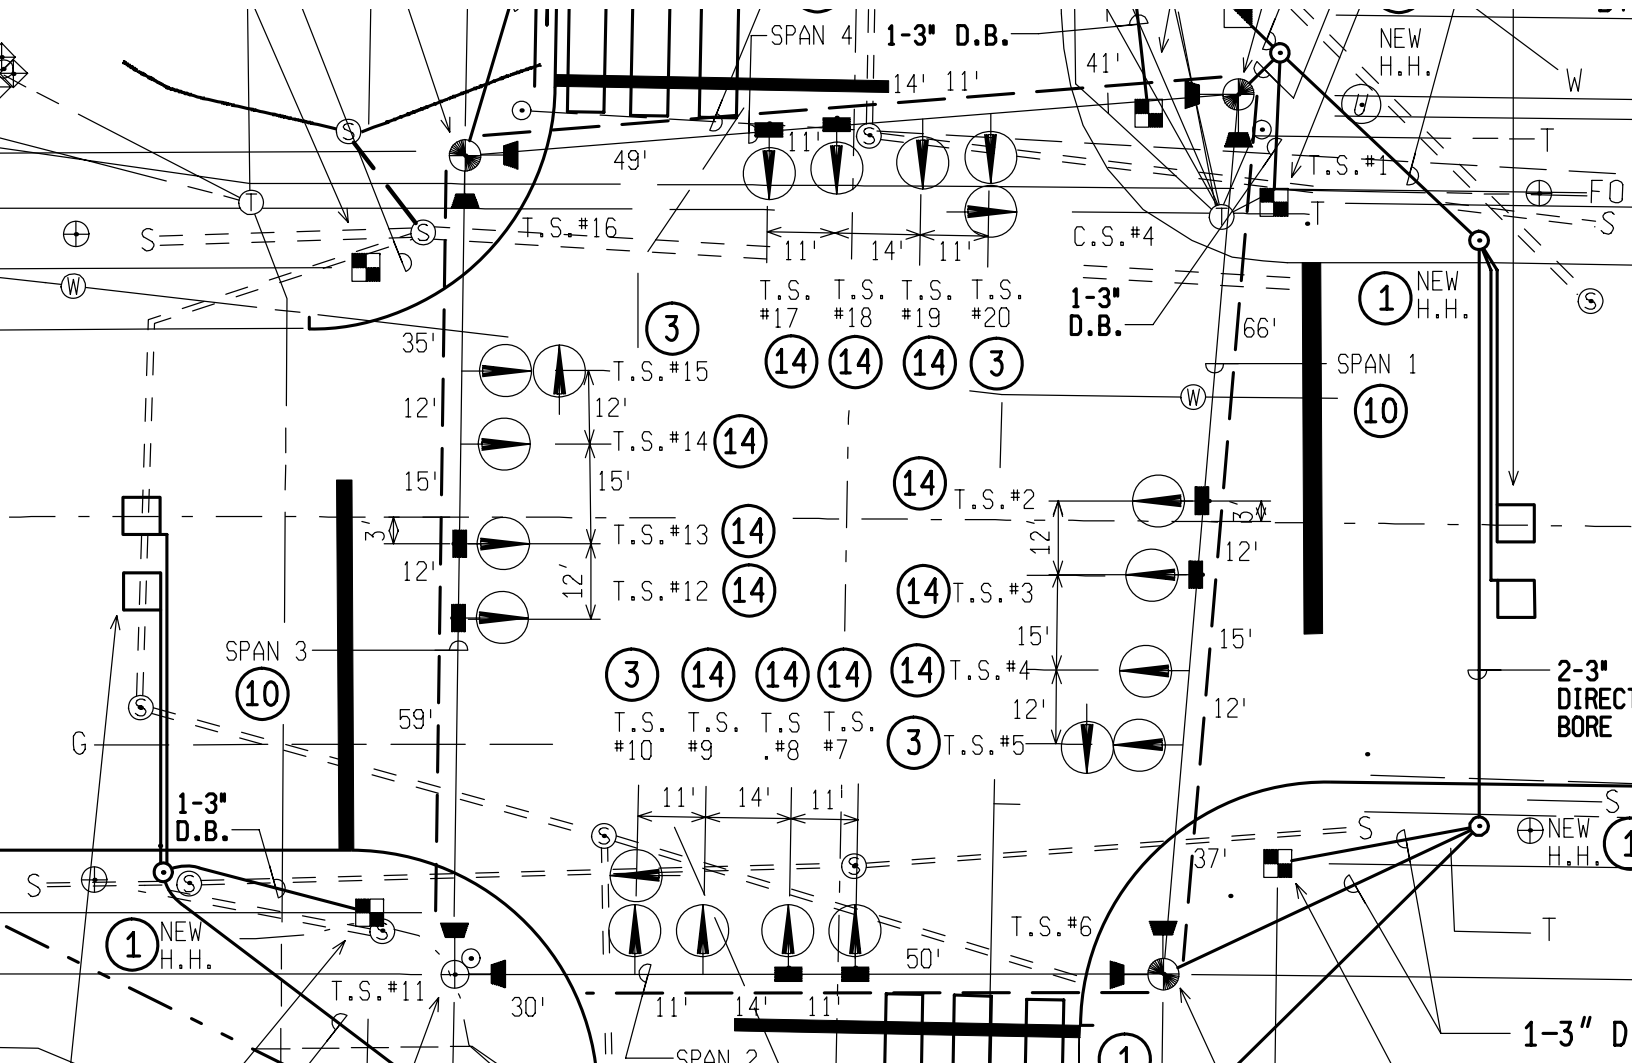 SPAN 4
1-3" D.B.
14'
11'
41'
NEW
H.H.
W
T
S
T
11'
49'
S
T.S.#1
FO
S
T
T
S
S
T.S.#16
11'
14'
11'
C.S.#4
W
T.S.
#17
T.S.
#18
T.S.
#19
T.S.
#20
1-3"
D.B.
1
NEW
H.H.
S
3
35'
66'
14
14
14
3
T.S.#15
SPAN 1
W
10
12'
12'
T.S.#14
14
15'
15'
14
T.S.#2
3'
3'
T.S.#13
14
12'
12'
12'
12'
T.S.#12
14
14
T.S.#3
15'
15'
SPAN 3
10
3
14
14
14
14
T.S.#4
2-3"
DIRECT
BORE
S
12'
12'
59'
T.S.
#10
T.S.
#9
T.S
.#8
T.S.
#7
3
T.S.#5
G
1-3"
D.B.
11'
14'
11'
S
S
S
NEW
H.H.
S
S
S
37'
1
NEW
H.H.
S
T.S.#6
T
T.S.#11
50'
30'
11'
14'
11'
1-3" D
SPAN 2
1